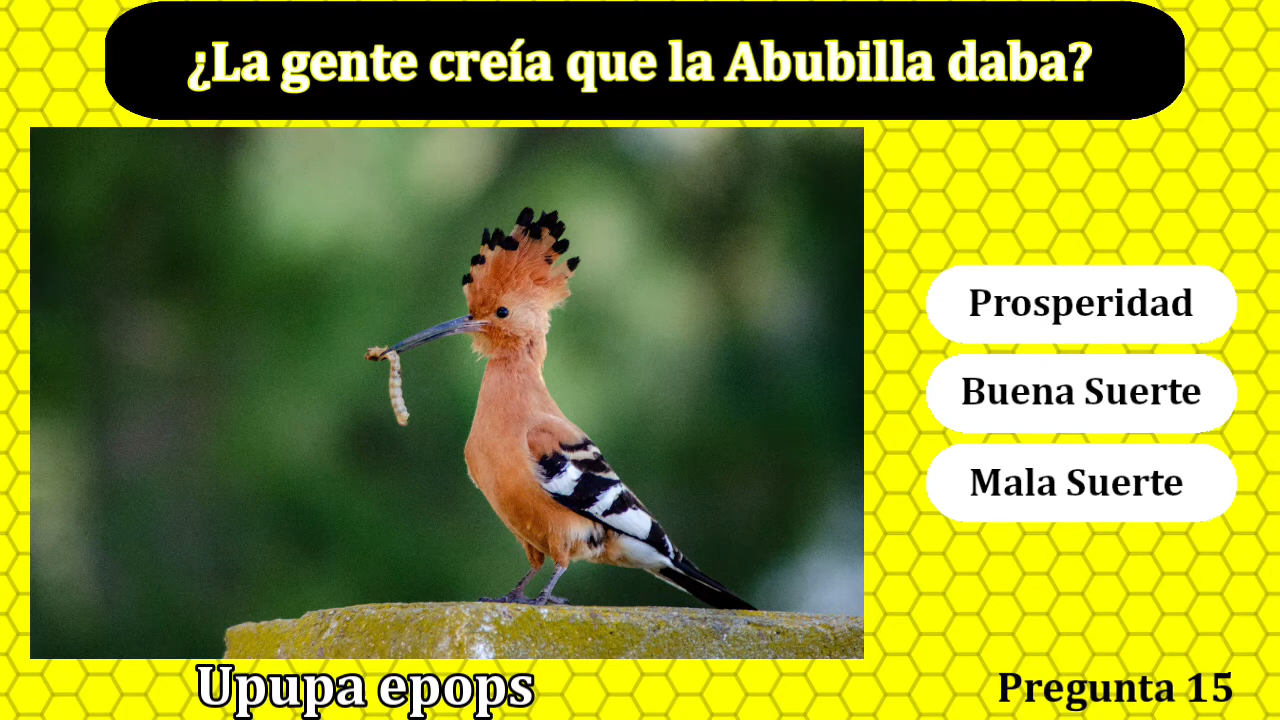 ¿La gente creía que la Abubilla daba?
Prosperidad
Buena Suerte
Mala Suerte
Upupa epops
Pregunta 15